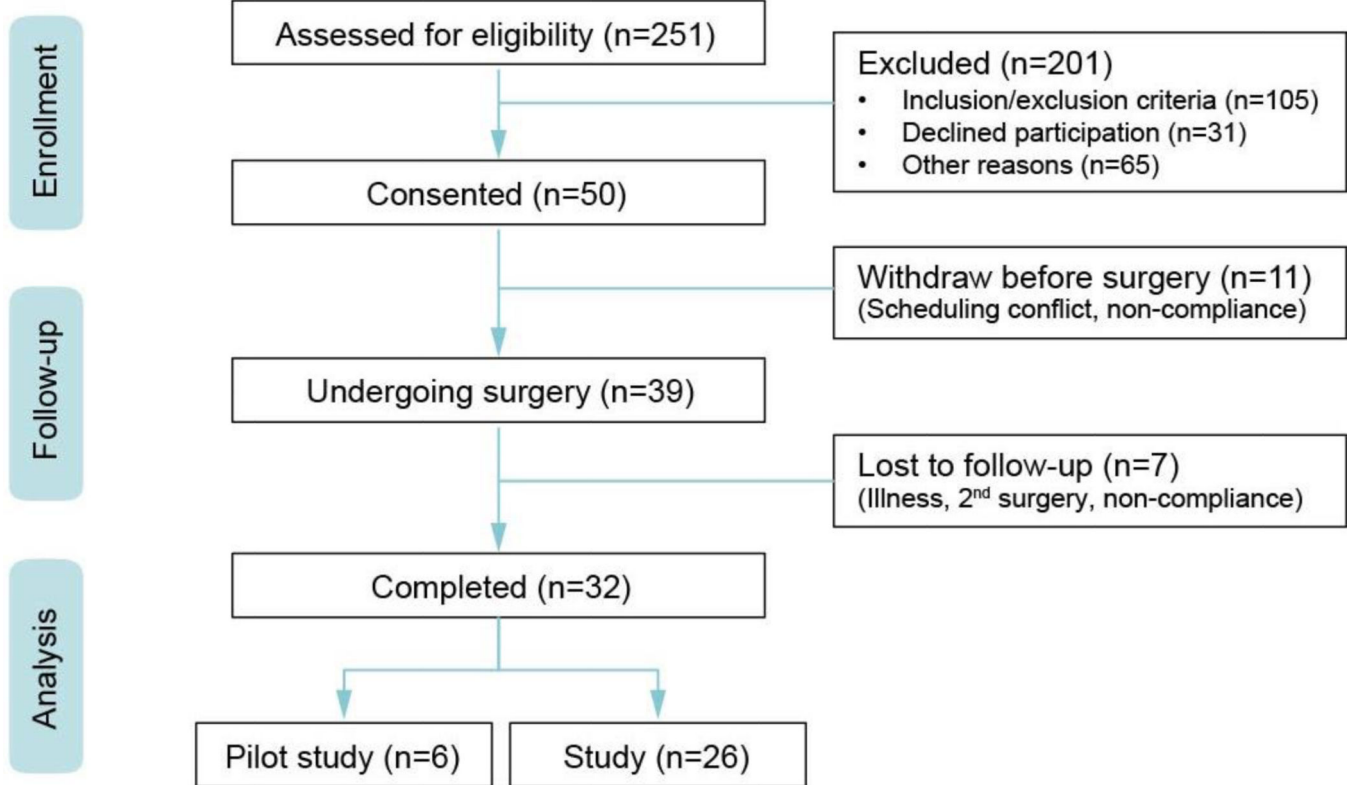 Enrollment
Assessed for eligibility (n=251)
Excluded (n=201)
• Inclusion/exclusion criteria (n=105)
• Declined participation (n=31)
• Other reasons (n=65)
Consented (n=50)
Withdraw before surgery (n=11)
(Scheduling conflict, non-compliance)
Follow-up
Undergoing surgery (n=39)
Lost to follow-up (n=7)
(Illness, 2nd surgery, non-compliance)
Analysis
Completed (n=32)
Pilot study (n=6)
Study (n=26)